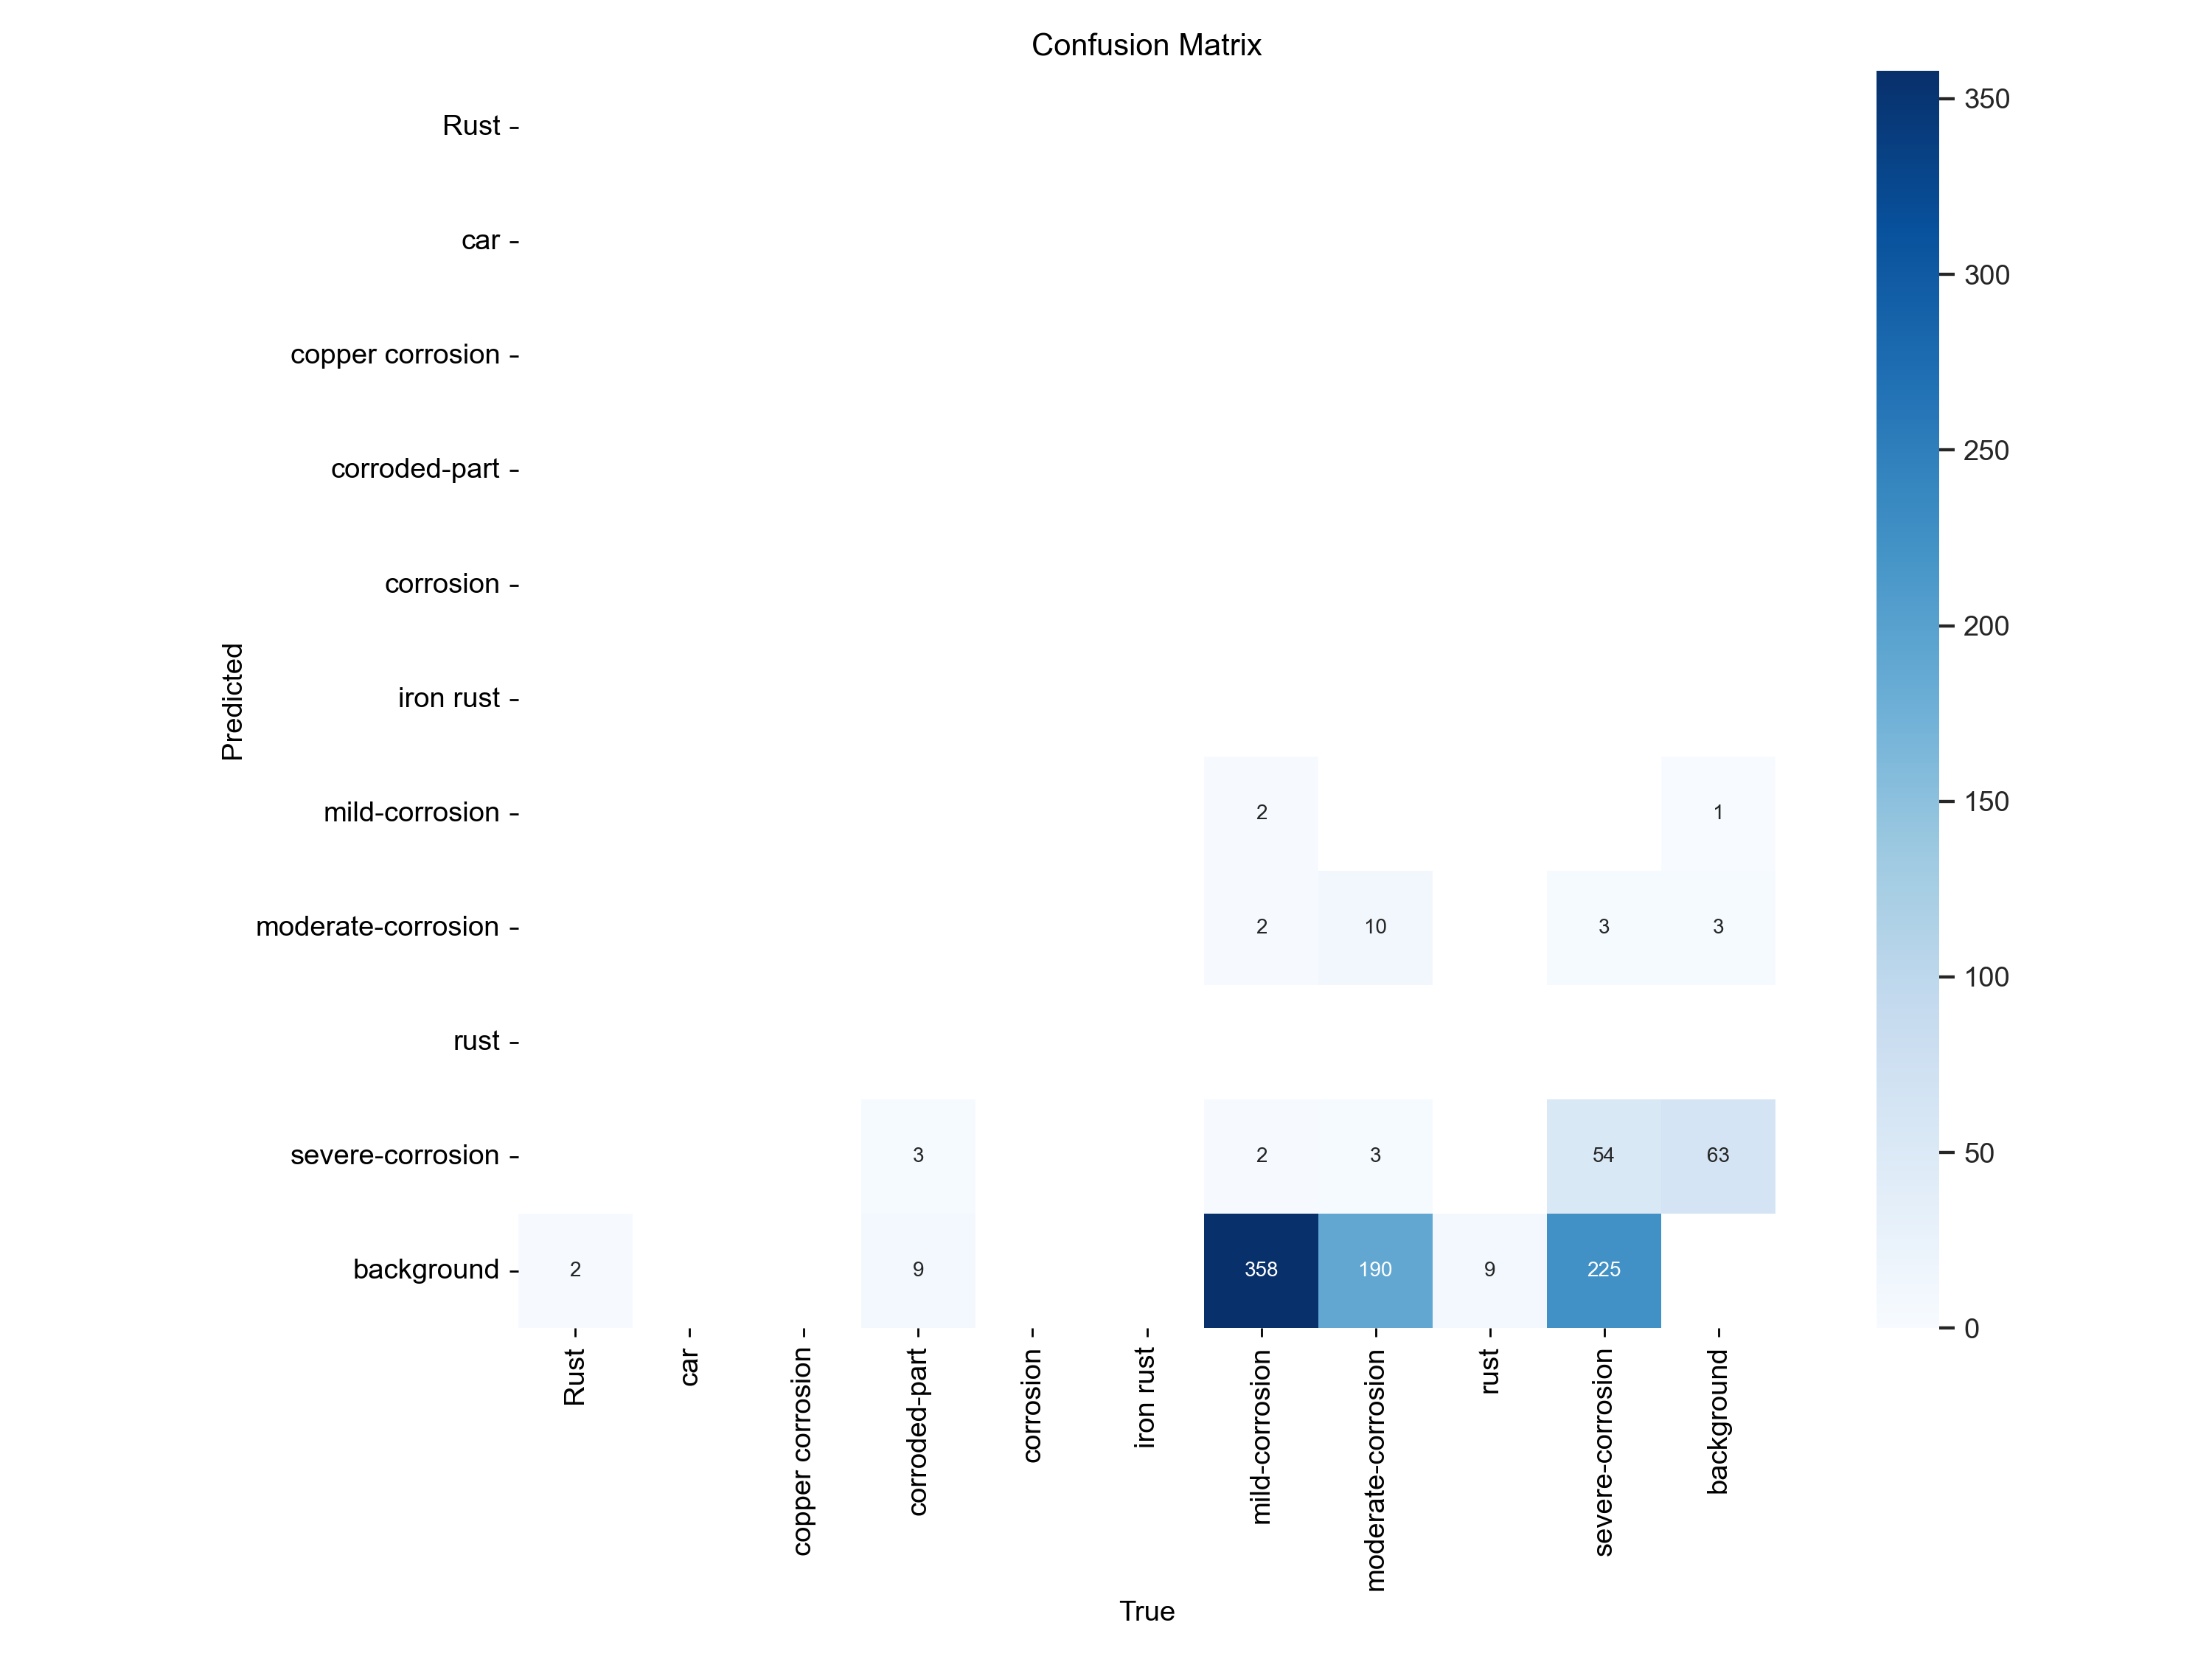 Confusion Matrix
Predicted
Rust
car
copper corrosion
corroded-part
corrosion
iron rust
mild-corrosion
moderate-corrosion
rust
severe-corrosion
background
2 1
2 10 3 3
3 2 3 54 63
2 9 358 190 9 225
Rust
car
copper corrosion
corroded-part
corrosion
iron rust
mild-corrosion
moderate-corrosion
rust
severe-corrosion
background
True
350
300
250
200
150
100
50
0